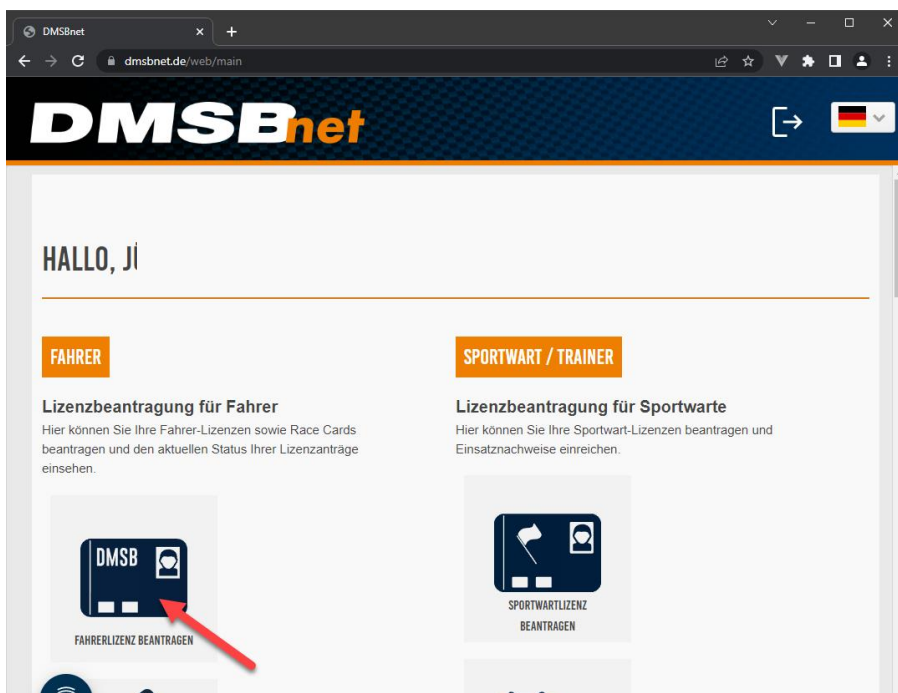 DMSBnet
dmsbnet.de/web/main
DMSBnet
HALLO, J
FAHRER
Lizenzbeantragung für Fahrer
Hier können Sie Ihre Fahrer-Lizenzen sowie Race Cards
beantragen und den aktuellen Status Ihrer Lizenzanträge
einsehen.
DMSB
FAHRERLIZENZ BEANTRAGEN
SPORTWART / TRAINER
Lizenzbeantragung für Sportwarte
Hier können Sie Ihre Sportwart-Lizenzen beantragen und
Einsatznachweise einreichen.
SPORTWARTLIZENZ
BEANTRAGEN